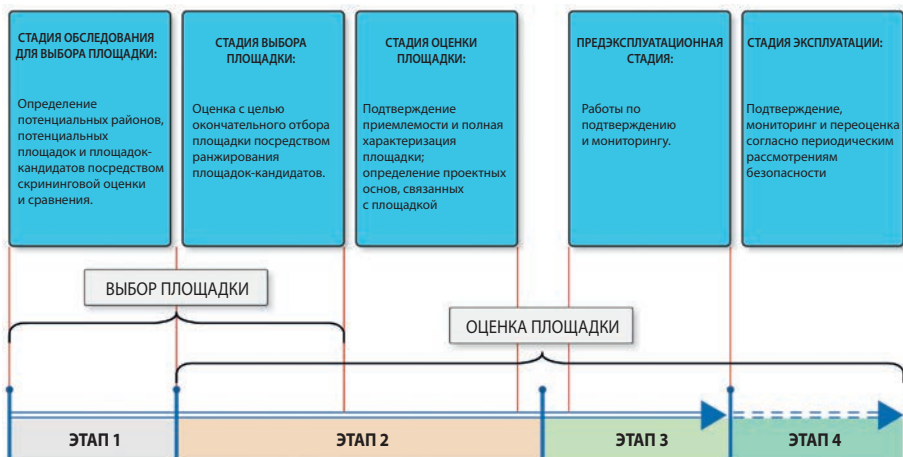 СТАДИЯ ОБСЛЕДОВАНИЯ
ДЛЯ ВЫБОРА ПЛОЩАДКИ:
Определение
потенциальных районов,
потенциальных
площадок и площадок-
кандидатов посредством
скрининговой оценки
и сравнения.
СТАДИЯ ВЫБОРА
ПЛОЩАДКИ:
Оценка с целью
окончательного отбора
площадки посредством
ранжирования
площадок-кандидатов.
СТАДИЯ ОЦЕНКИ
ПЛОЩАДКИ:
Подтверждение
приемлемости и полная
характеризация
площадки;
определение проектных
основ, связанных
с площадкой
ПРЕДЭКСПЛУАТАЦИОННАЯ
СТАДИЯ:
Работы по
подтверждению
и мониторингу.
СТАДИЯ ЭКСПЛУАТАЦИИ:
Подтверждение,
мониторинг и переоценка
согласно периодическим
рассмотрениям
безопасности
ВЫБОР ПЛОЩАДКИ
ОЦЕНКА ПЛОЩАДКИ
ЭТАП 1
ЭТАП 2
ЭТАП 3
ЭТАП 4